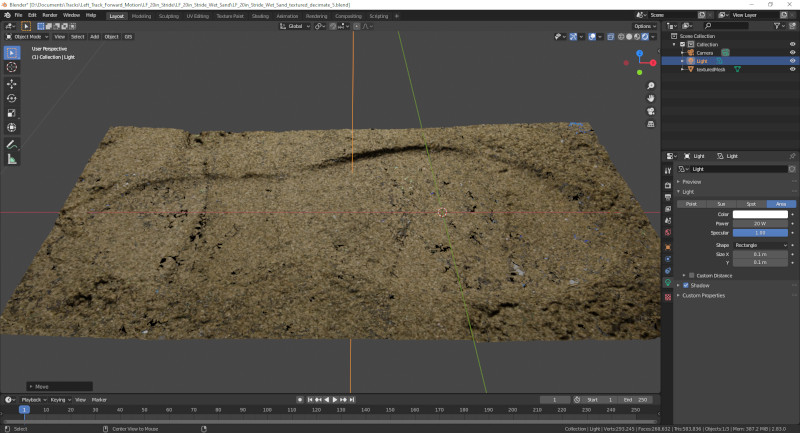 Blender* [D:\Documents\Tracks\Left_Track_Forward_Motion\LF_20in_Stride\LF_20in_Stride_Wet_Sand\LF_20in_Stride_Wet_Sand_textured_decimate_5.blend]
File Edit Render Window Help Layout Modeling Sculpting UV Editing Texture Paint Shading Animation Rendering Compositing Scripting + Scene View Layer
Global Options
Object Mode View Select Add Object GIS
User Perspective
(1) Collection | Light
Scene Collection
Collection
Camera
Light
texturedMesh
Light Light
Light
Preview
Light
Point Sun Spot Area
Color
Power 20 W
Specular 1.00
Shape Rectangle
Size X 0.1 m
Y 0.1 m
Custom Distance
Shadow
Custom Properties
Move
Playback Keying View Marker 1 Start 1 End 250
1 10 20 30 40 50 60 70 80 90 100 110 120 130 140 150 160 170 180 190 200 210 220 230 240 250
Select Center View to Mouse Collection | Light | Verts:293,245 | Faces:268,632 | Tris:503,836 | Objects:1/3 | Mem: 387.2 MiB | 2.83.0